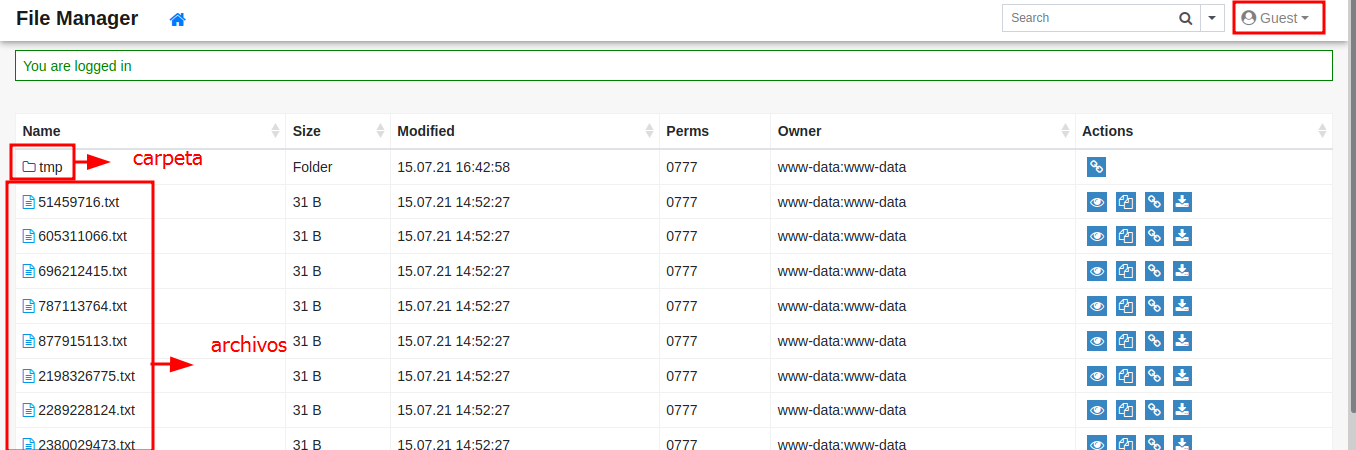 File Manager Search Guest
You are logged in
Name Size Modified Perms Owner Actions
tmp carpeta Folder 15.07.21 16:42:58 0777 www-data:www-data
51459716.txt 31 B 15.07.21 14:52:27 0777 www-data:www-data
605311066.txt 31 B 15.07.21 14:52:27 0777 www-data:www-data
696212415.txt 31 B 15.07.21 14:52:27 0777 www-data:www-data
787113764.txt 31 B 15.07.21 14:52:27 0777 www-data:www-data
877915113.txt archivos 31 B 15.07.21 14:52:27 0777 www-data:www-data
2198326775.txt 31 B 15.07.21 14:52:27 0777 www-data:www-data
2289228124.txt 31 B 15.07.21 14:52:27 0777 www-data:www-data
2380029473.txt 31 B 15.07.21 14:52:27 0777 www-data:www-data